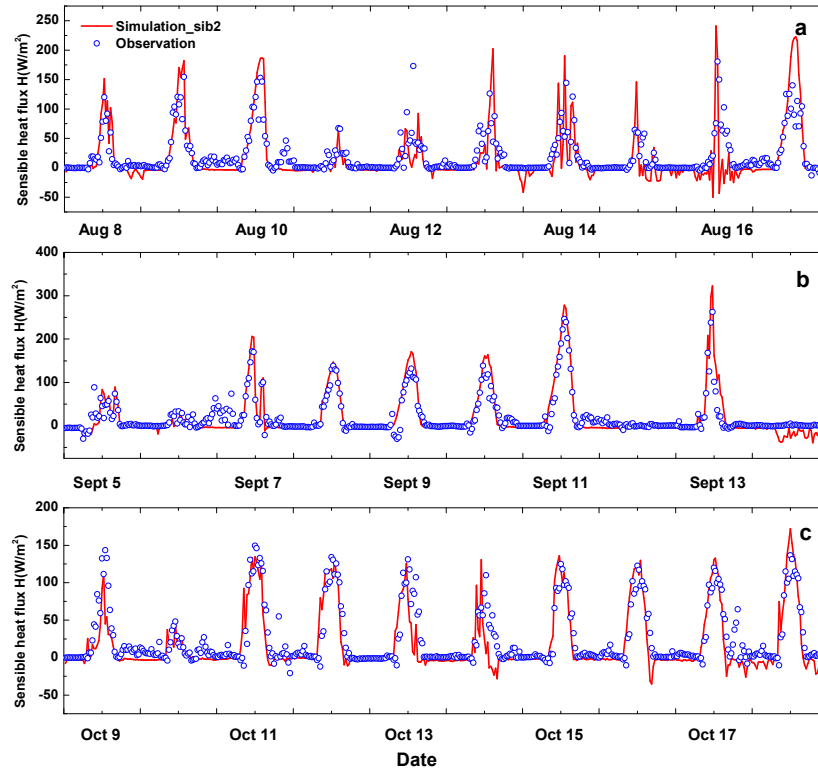 Simulation_sib2
Observation
a
Sensible heat flux H(W/m²)
250
200
150
100
50
0
-50
Aug 8 Aug 10 Aug 12 Aug 14 Aug 16
b
Sensible heat flux H(W/m²)
400
300
200
100
0
Sept 5 Sept 7 Sept 9 Sept 11 Sept 13
c
Sensible heat flux H(W/m²)
200
150
100
50
0
-50
Oct 9 Oct 11 Oct 13 Oct 15 Oct 17
Date